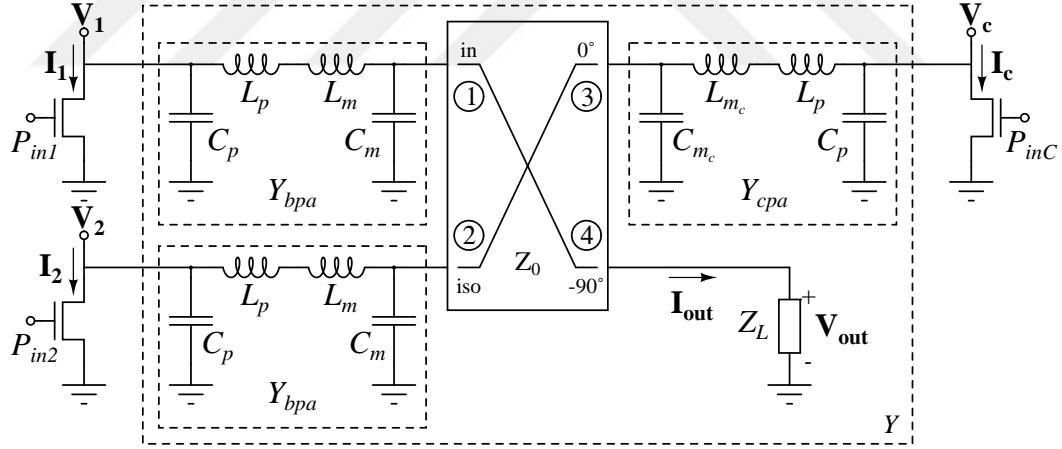 V1
I1
Pin1
Cp
Lp
Lm
Cm
Ybpa
in
1
0°
3
Cmc
Lmc
Lp
Cp
Ycpa
Vc
Ic
PinC
V2
I2
Pin2
Cp
Lp
Lm
Cm
Ybpa
2
iso
Z0
4
-90°
Iout
ZL
+
Vout
-
Y